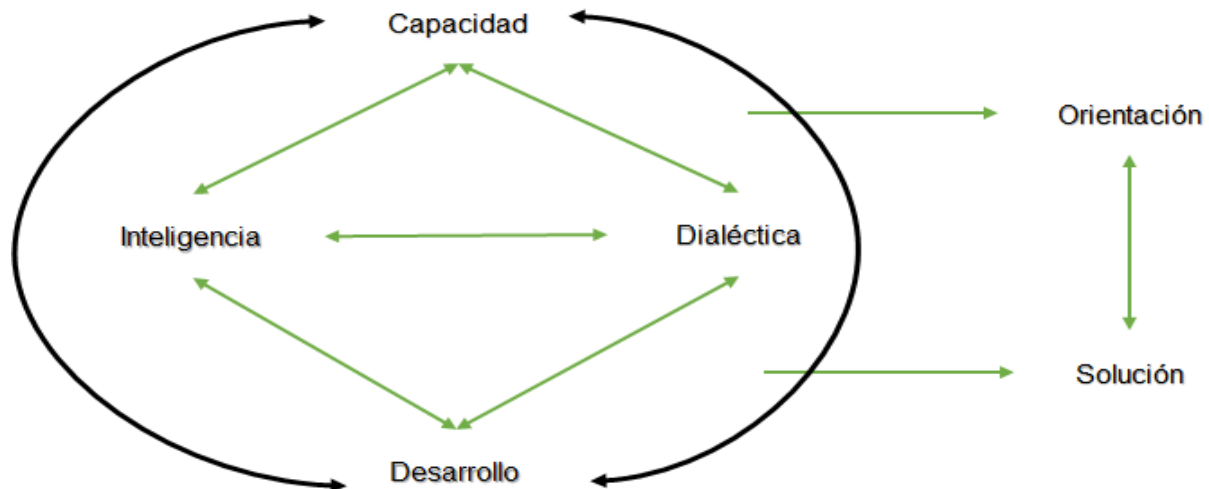 Capacidad
Orientación
Inteligencia
Dialéctica
Solución
Desarrollo